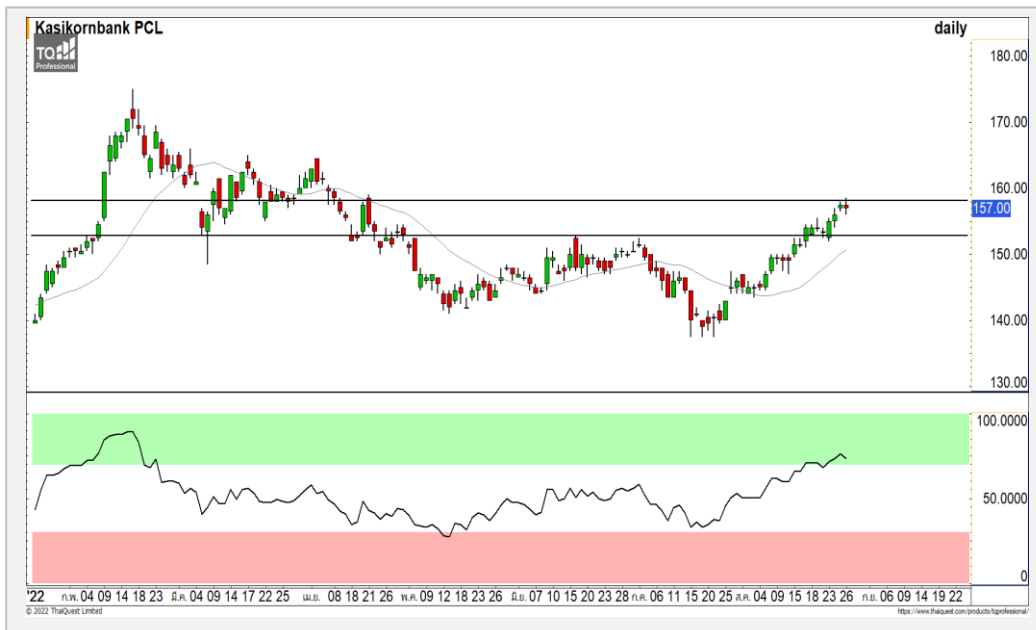 Kasikornbank PCL
daily
TQ
Professional
180.00
170.00
160.00
157.00
150.00
140.00
130.00
100.0000
50.0000
0
'22 ก.พ. 04 09 14 18 23 มี.ค. 04 09 14 17 22 25 เม.ย. 08 18 21 26 พ.ค. 09 12 18 23 26 มิ.ย. 07 10 15 20 23 28 ก.ค. 06 11 15 20 25 ส.ค. 04 09 15 18 23 26 ก.ย. 06 09 14 19 22
© 2022 ThaiQuest Limited
https://www.thaiquest.com/products/tqprofessional/